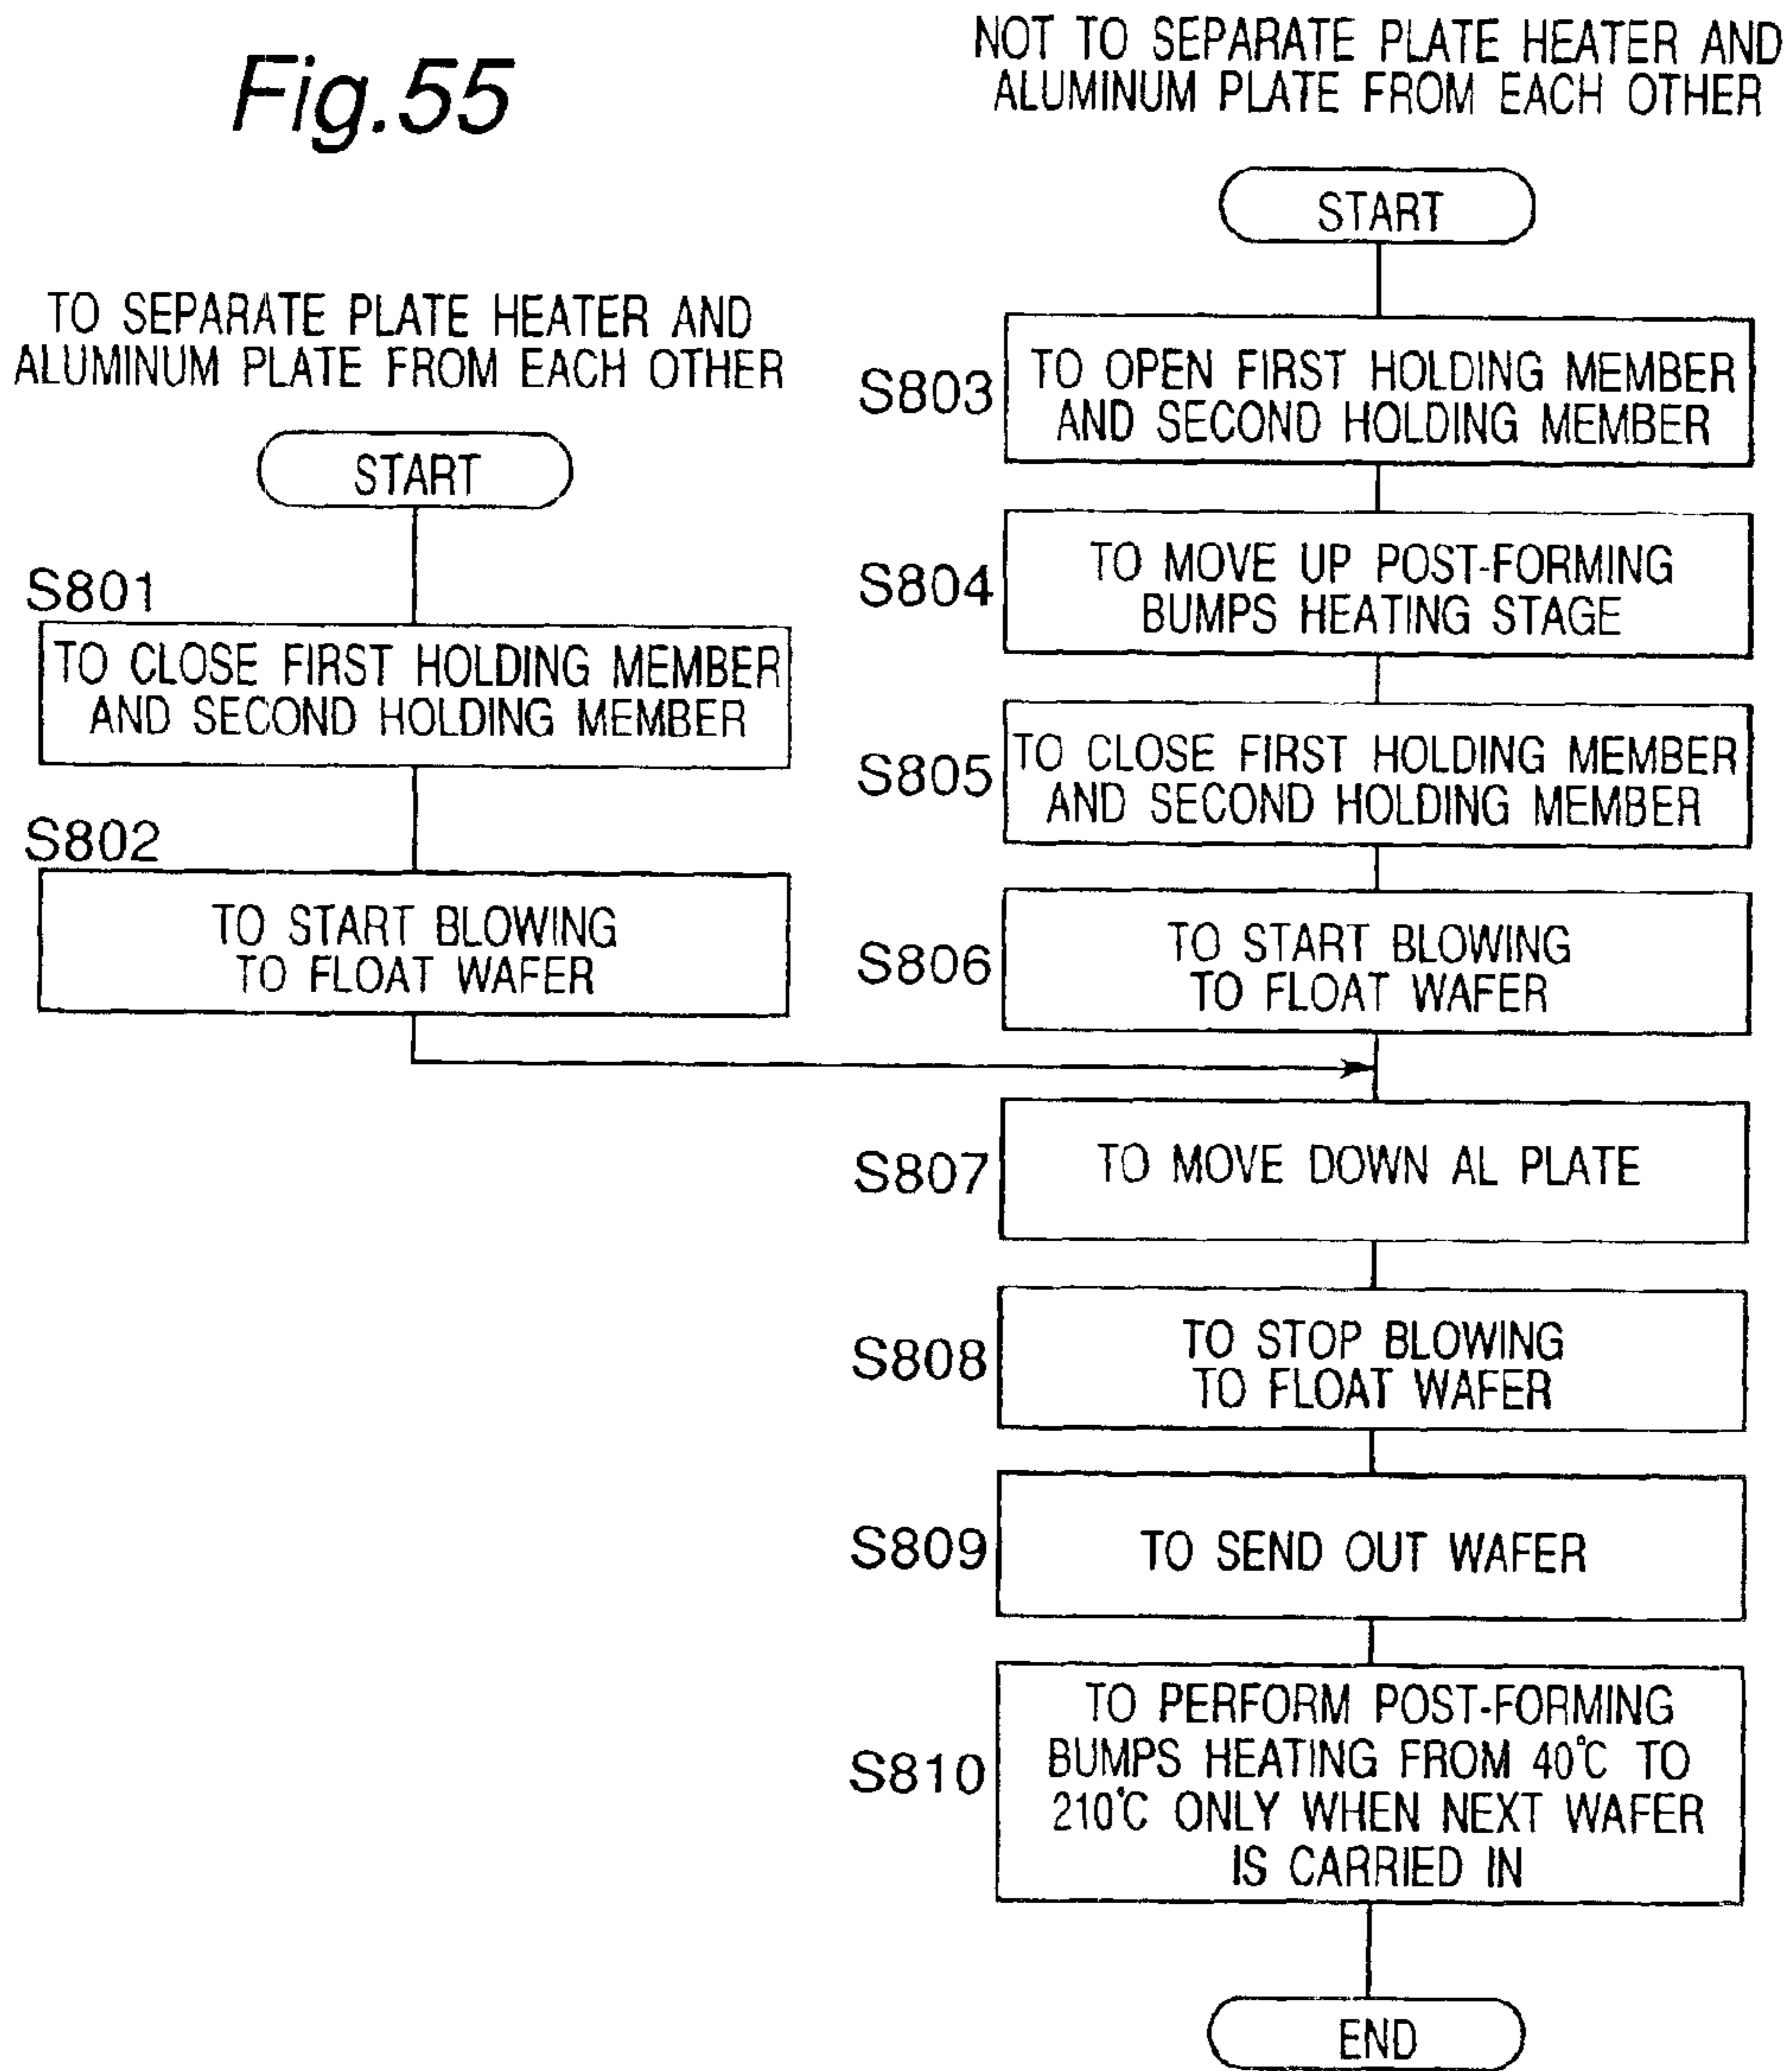 Fig.55
NOT TO SEPARATE PLATE HEATER AND
ALUMINUM PLATE FROM EACH OTHER
START
TO SEPARATE PLATE HEATER AND
ALUMINUM PLATE FROM EACH OTHER
START
S801
TO CLOSE FIRST HOLDING MEMBER
AND SECOND HOLDING MEMBER
S802
TO START BLOWING
TO FLOAT WAFER
S803
TO OPEN FIRST HOLDING MEMBER
AND SECOND HOLDING MEMBER
S804
TO MOVE UP POST-FORMING
BUMPS HEATING STAGE
S805
TO CLOSE FIRST HOLDING MEMBER
AND SECOND HOLDING MEMBER
S806
TO START BLOWING
TO FLOAT WAFER
S807
TO MOVE DOWN AL PLATE
S808
TO STOP BLOWING
TO FLOAT WAFER
S809
TO SEND OUT WAFER
S810
TO PERFORM POST-FORMING
BUMPS HEATING FROM 40℃ TO
210℃ ONLY WHEN NEXT WAFER
IS CARRIED IN
END